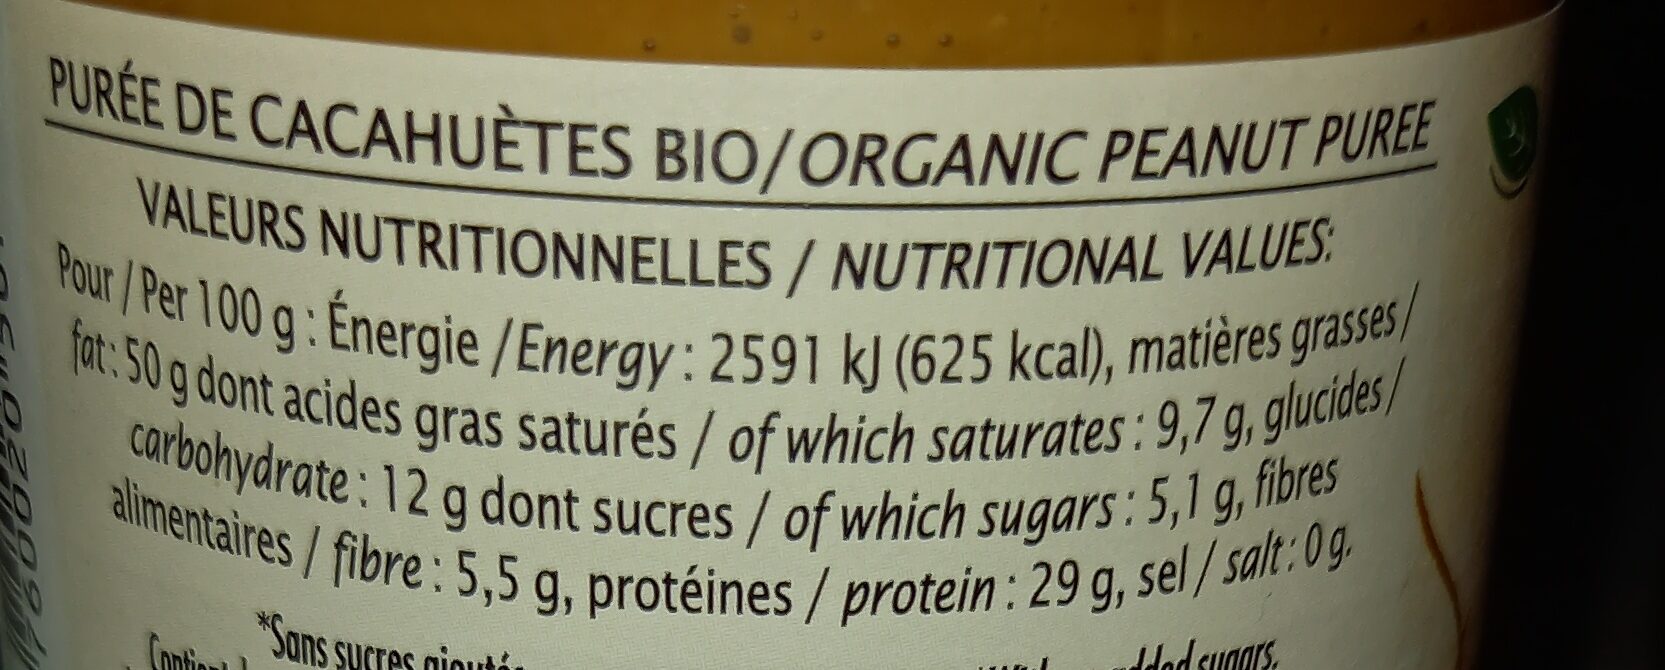 PURÉE DE CACAHUÈTES BIO/ORGANIC PEANUT PUREE
VALEURS NUTRITIONNELLES / NUTRITIONAL VALUES:
Pour / Per 100 g : Énergie / Energy : 2591 kJ (625 kcal), matières grasses /
fat : 50 g dont acides gras saturés / of which saturates : 9,7 g, glucides /
carbohydrate : 12 g dont sucres / of which sugars : 5,1 g, fibres
alimentaires / fibre : 5,5 g, protéines / protein : 29 g, sel / salt : 0 g.
*Sans sucres ajoutés sugars.